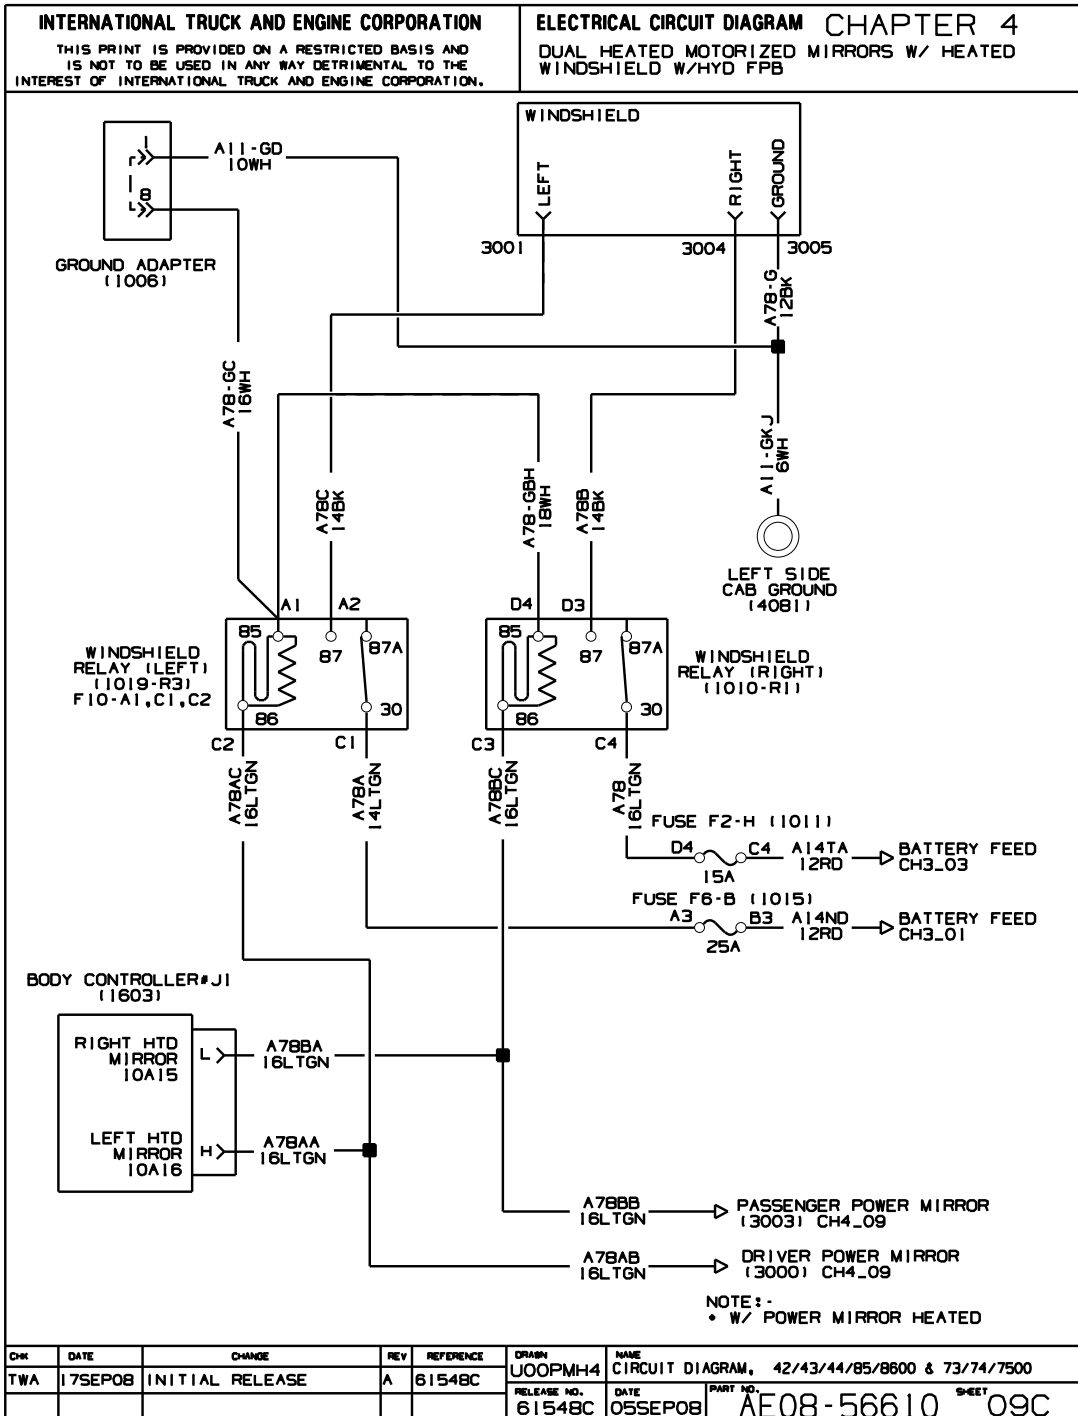 INTERNATIONAL TRUCK AND ENGINE CORPORATION
THIS PRINT IS PROVIDED ON A RESTRICTED BASIS AND
IS NOT TO BE USED IN ANY WAY DETRIMENTAL TO THE
INTEREST OF INTERNATIONAL TRUCK AND ENGINE CORPORATION.
ELECTRICAL CIRCUIT DIAGRAM CHAPTER 4
DUAL HEATED MOTORIZED MIRRORS W/ HEATED
WINDSHIELD W/HYD FPB
WINDSHIELD
LEFT
RIGHT
GROUND
3001
3004
3005
1
8
GROUND ADAPTER
(1006)
A11-GD
10WH
A78-G
12BK
A78-GC
16WH
A11-GKJ
6WH
A78C
14BK
A78-GBH
18WH
A78B
14BK
LEFT SIDE
CAB GROUND
(4081)
A1
A2
D4
D3
85
87
87A
86
30
85
87
87A
86
30
WINDSHIELD
RELAY (LEFT)
(1019-R3)
F10-A1,C1,C2
WINDSHIELD
RELAY (RIGHT)
(1010-R1)
C2
C1
C3
C4
A78AC
16LTGN
A78A
14LTGN
A78BC
16LTGN
A78
16LTGN
FUSE F2-H (1011)
D4
C4
15A
A14TA
12RD
BATTERY FEED
CH3_03
FUSE F6-B (1015)
A3
B3
25A
A14ND
12RD
BATTERY FEED
CH3_01
BODY CONTROLLER*J1
(1603)
RIGHT HTD
MIRROR
10A15
L
A78BA
16LTGN
LEFT HTD
MIRROR
10A16
H
A78AA
16LTGN
A78BB
16LTGN
PASSENGER POWER MIRROR
(3003) CH4_09
A78AB
16LTGN
DRIVER POWER MIRROR
(3000) CH4_09
NOTE:-
* W/ POWER MIRROR HEATED
CHK DATE CHANGE REV REFERENCE
TWA 17SEP08 INITIAL RELEASE A 61548C
DRAWN
U00PMH4
NAME
CIRCUIT DIAGRAM, 42/43/44/85/8600 & 73/74/7500
RELEASE NO.
61548C
DATE
05SEP08
PART NO.
AE08-56610
SHEET
09C